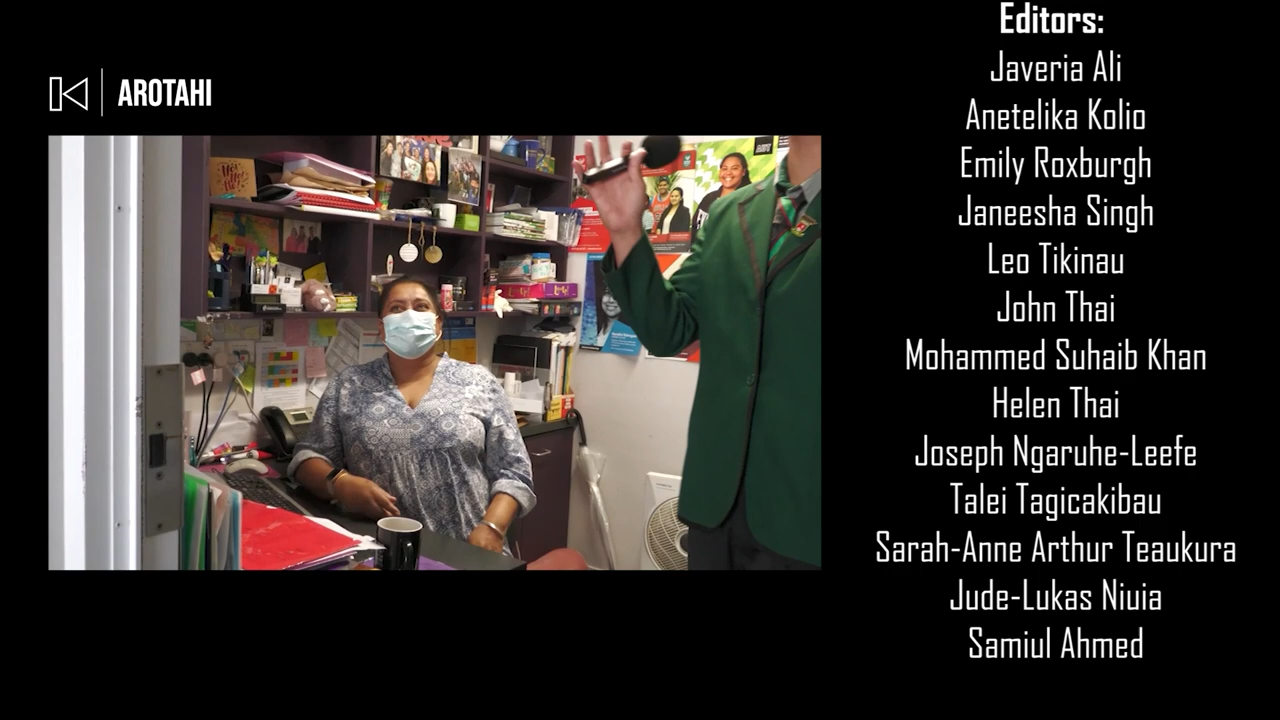 AROTAHI
Editors:
Javeria Ali
Anetelika Kolio
Emily Roxburgh
Janeesha Singh
Leo Tikinau
John Thai
Mohammed Suhaib Khan
Helen Thai
Joseph Ngaruhe-Leefe
Talei Tagicakibau
Sarah-Anne Arthur Teaukura
Jude-Lukas Niuia
Samiul Ahmed